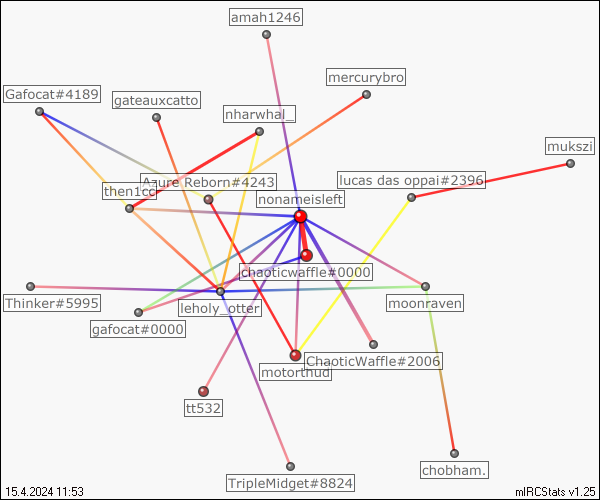 amah1246
mercurybro
Gafocat#4189
gateauxcatto
nharwhal_
mukszi
Azure Reborn#4243
lucas das oppai#2396
then1cc
nonameisleft
chaoticwaffle#0000
Thinker#5995
leholy_otter
moonraven
gafocat#0000
ChaoticWaffle#2006
motorthud
tt532
chobham.
TripleMidget#8824
15.4.2024 11:53
mIRCStats v1.25